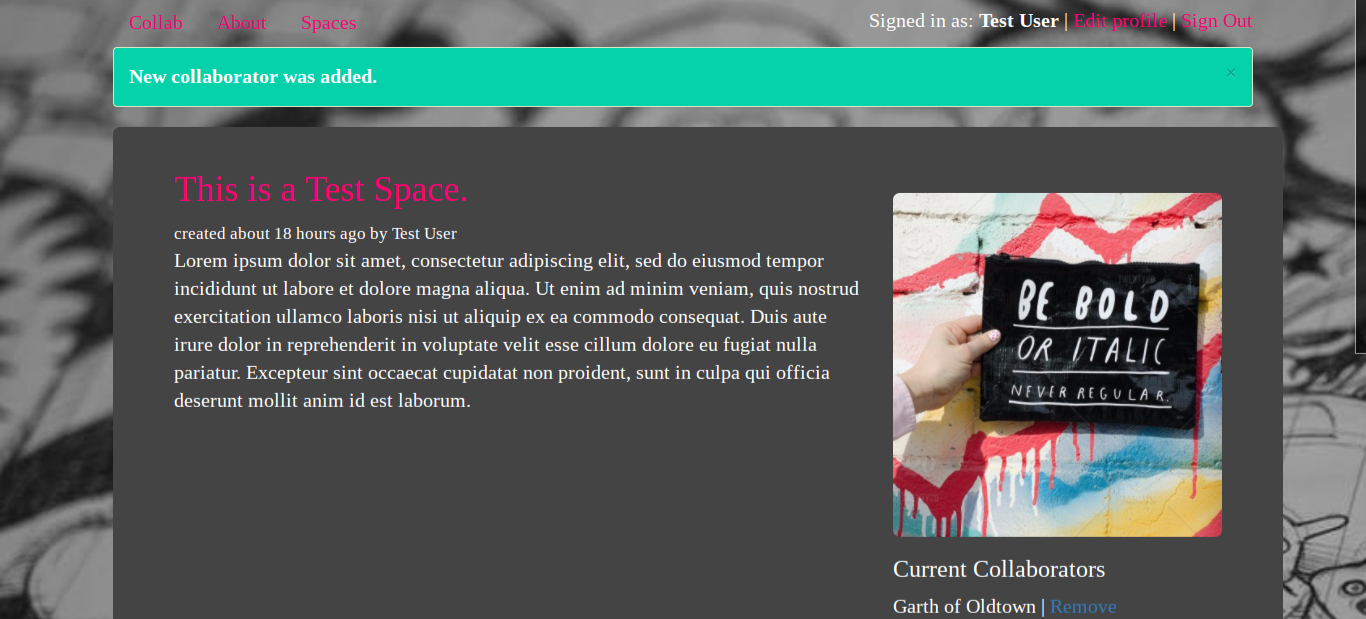 Collab About Spaces
Signed in as: Test User | Edit profile | Sign Out
New collaborator was added.
×
This is a Test Space.
created about 18 hours ago by Test User
Lorem ipsum dolor sit amet, consectetur adipiscing elit, sed do eiusmod tempor
incididunt ut labore et dolore magna aliqua. Ut enim ad minim veniam, quis nostrud
exercitation ullamco laboris nisi ut aliquip ex ea commodo consequat. Duis aute
irure dolor in reprehenderit in voluptate velit esse cillum dolore eu fugiat nulla
pariatur. Excepteur sint occaecat cupidatat non proident, sunt in culpa qui officia
deserunt mollit anim id est laborum.
BE BOLD
OR ITALIC
NEVER REGULAR.
Current Collaborators
Garth of Oldtown | Remove